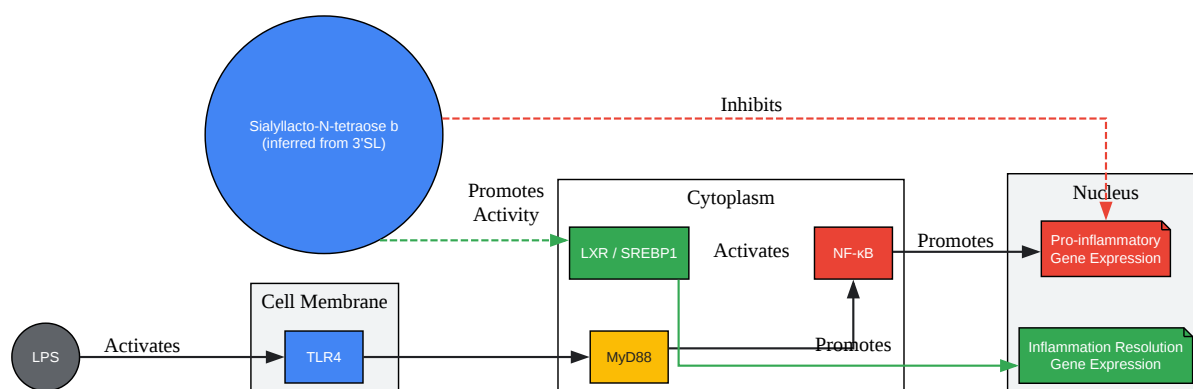 Sialyllacto-N-tetraose b
(inferred from 3'SL)
Inhibits
Promotes
Activity
Cytoplasm
Nucleus
LXR / SREBP1
Activates
NF-κB
Promotes
Pro-inflammatory
Gene Expression
Cell Membrane
LPS
Activates
TLR4
MyD88
Promotes
Inflammation Resolution
Gene Expression